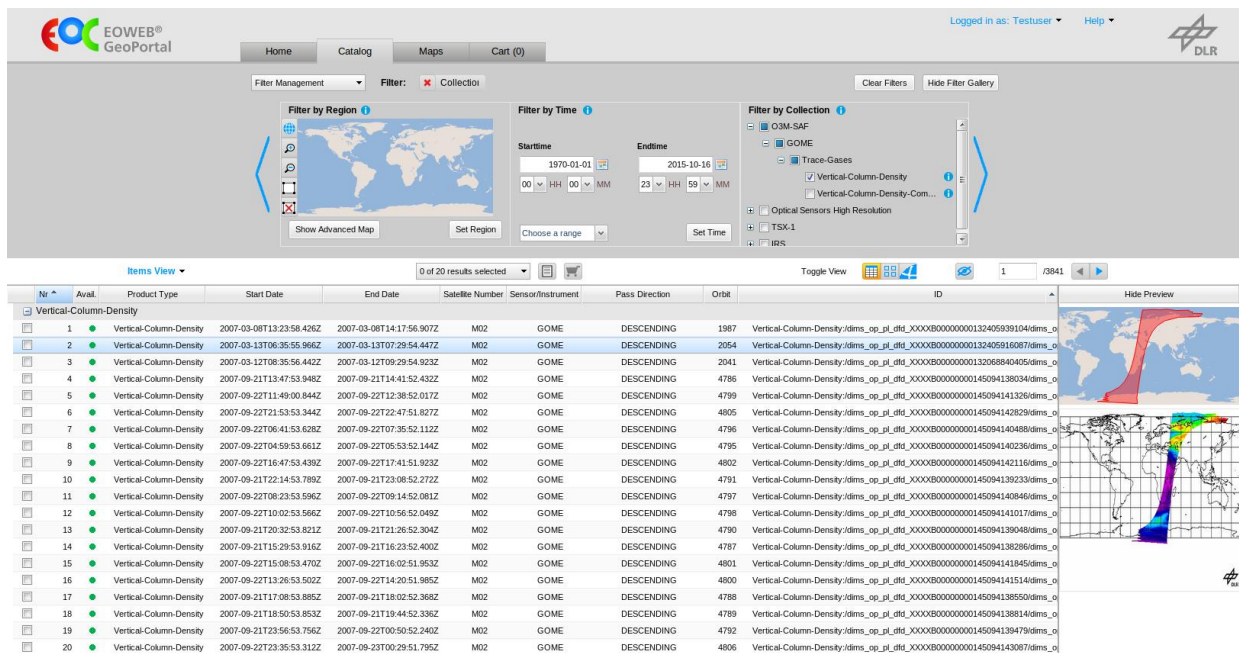 EOC EOWEB® GeoPortal
Logged in as: Testuser Help
DLR
Home Catalog Maps Cart (0)
Filter Management Filter: Collection Clear Filters Hide Filter Gallery
Filter by Region
Show Advanced Map Set Region
Filter by Time
Starttime Endtime
1970-01-01 2015-10-16
00 HH 00 MM 23 HH 59 MM
Choose a range Set Time
Filter by Collection
O3M-SAF
GOME
Trace-Gases
Vertical-Column-Density
Vertical-Column-Density-Com...
Optical Sensors High Resolution
TSX-1
IRS
Items View 0 of 20 results selected Toggle View 1 /3841
Nr Avail. Product Type Start Date End Date Satellite Number Sensor/Instrument Pass Direction Orbit ID Hide Preview
Vertical-Column-Density
1 Vertical-Column-Density 2007-03-08T13:23:58.426Z 2007-03-08T14:17:56.907Z M02 GOME DESCENDING 1987 Vertical-Column-Density:/dims_op_pl_dfd_XXXXB00000000132405939104/dims_o
2 Vertical-Column-Density 2007-03-13T06:35:55.966Z 2007-03-13T07:29:54.447Z M02 GOME DESCENDING 2054 Vertical-Column-Density:/dims_op_pl_dfd_XXXXB00000000132405916087/dims_o
3 Vertical-Column-Density 2007-03-12T08:35:56.442Z 2007-03-12T09:29:54.923Z M02 GOME DESCENDING 2041 Vertical-Column-Density:/dims_op_pl_dfd_XXXXB00000000132068840405/dims_o
4 Vertical-Column-Density 2007-09-21T13:47:53.948Z 2007-09-21T14:41:52.432Z M02 GOME DESCENDING 4786 Vertical-Column-Density:/dims_op_pl_dfd_XXXXB00000000145094138034/dims_o
5 Vertical-Column-Density 2007-09-22T11:49:00.844Z 2007-09-22T12:38:52.017Z M02 GOME DESCENDING 4799 Vertical-Column-Density:/dims_op_pl_dfd_XXXXB00000000145094141326/dims_o
6 Vertical-Column-Density 2007-09-22T21:53:53.344Z 2007-09-22T22:47:51.827Z M02 GOME DESCENDING 4805 Vertical-Column-Density:/dims_op_pl_dfd_XXXXB00000000145094142829/dims_o
7 Vertical-Column-Density 2007-09-22T06:41:53.628Z 2007-09-22T07:35:52.112Z M02 GOME DESCENDING 4796 Vertical-Column-Density:/dims_op_pl_dfd_XXXXB00000000145094140488/dims_o
8 Vertical-Column-Density 2007-09-22T04:59:53.661Z 2007-09-22T05:53:52.144Z M02 GOME DESCENDING 4795 Vertical-Column-Density:/dims_op_pl_dfd_XXXXB00000000145094140236/dims_o
9 Vertical-Column-Density 2007-09-22T16:47:53.439Z 2007-09-22T17:41:51.923Z M02 GOME DESCENDING 4802 Vertical-Column-Density:/dims_op_pl_dfd_XXXXB00000000145094142116/dims_o
10 Vertical-Column-Density 2007-09-21T22:14:53.789Z 2007-09-21T23:08:52.272Z M02 GOME DESCENDING 4791 Vertical-Column-Density:/dims_op_pl_dfd_XXXXB00000000145094139233/dims_o
11 Vertical-Column-Density 2007-09-22T08:23:53.596Z 2007-09-22T09:14:52.081Z M02 GOME DESCENDING 4797 Vertical-Column-Density:/dims_op_pl_dfd_XXXXB00000000145094140846/dims_o
12 Vertical-Column-Density 2007-09-22T10:02:53.566Z 2007-09-22T10:56:52.049Z M02 GOME DESCENDING 4798 Vertical-Column-Density:/dims_op_pl_dfd_XXXXB00000000145094141017/dims_o
13 Vertical-Column-Density 2007-09-21T20:32:53.821Z 2007-09-21T21:26:52.304Z M02 GOME DESCENDING 4790 Vertical-Column-Density:/dims_op_pl_dfd_XXXXB00000000145094139048/dims_o
14 Vertical-Column-Density 2007-09-21T15:29:53.916Z 2007-09-21T16:23:52.400Z M02 GOME DESCENDING 4787 Vertical-Column-Density:/dims_op_pl_dfd_XXXXB00000000145094138286/dims_o
15 Vertical-Column-Density 2007-09-22T15:08:53.470Z 2007-09-22T16:02:51.953Z M02 GOME DESCENDING 4801 Vertical-Column-Density:/dims_op_pl_dfd_XXXXB00000000145094141845/dims_o
16 Vertical-Column-Density 2007-09-22T13:26:53.502Z 2007-09-22T14:20:51.985Z M02 GOME DESCENDING 4800 Vertical-Column-Density:/dims_op_pl_dfd_XXXXB00000000145094141514/dims_o
17 Vertical-Column-Density 2007-09-21T17:08:53.885Z 2007-09-21T18:02:52.368Z M02 GOME DESCENDING 4788 Vertical-Column-Density:/dims_op_pl_dfd_XXXXB00000000145094138550/dims_o
18 Vertical-Column-Density 2007-09-21T18:50:53.853Z 2007-09-21T19:44:52.336Z M02 GOME DESCENDING 4789 Vertical-Column-Density:/dims_op_pl_dfd_XXXXB00000000145094138814/dims_o
19 Vertical-Column-Density 2007-09-21T23:56:53.756Z 2007-09-22T00:50:52.240Z M02 GOME DESCENDING 4792 Vertical-Column-Density:/dims_op_pl_dfd_XXXXB00000000145094139479/dims_o
20 Vertical-Column-Density 2007-09-22T23:35:53.312Z 2007-09-23T00:29:51.795Z M02 GOME DESCENDING 4806 Vertical-Column-Density:/dims_op_pl_dfd_XXXXB00000000145094143087/dims_o
DLR